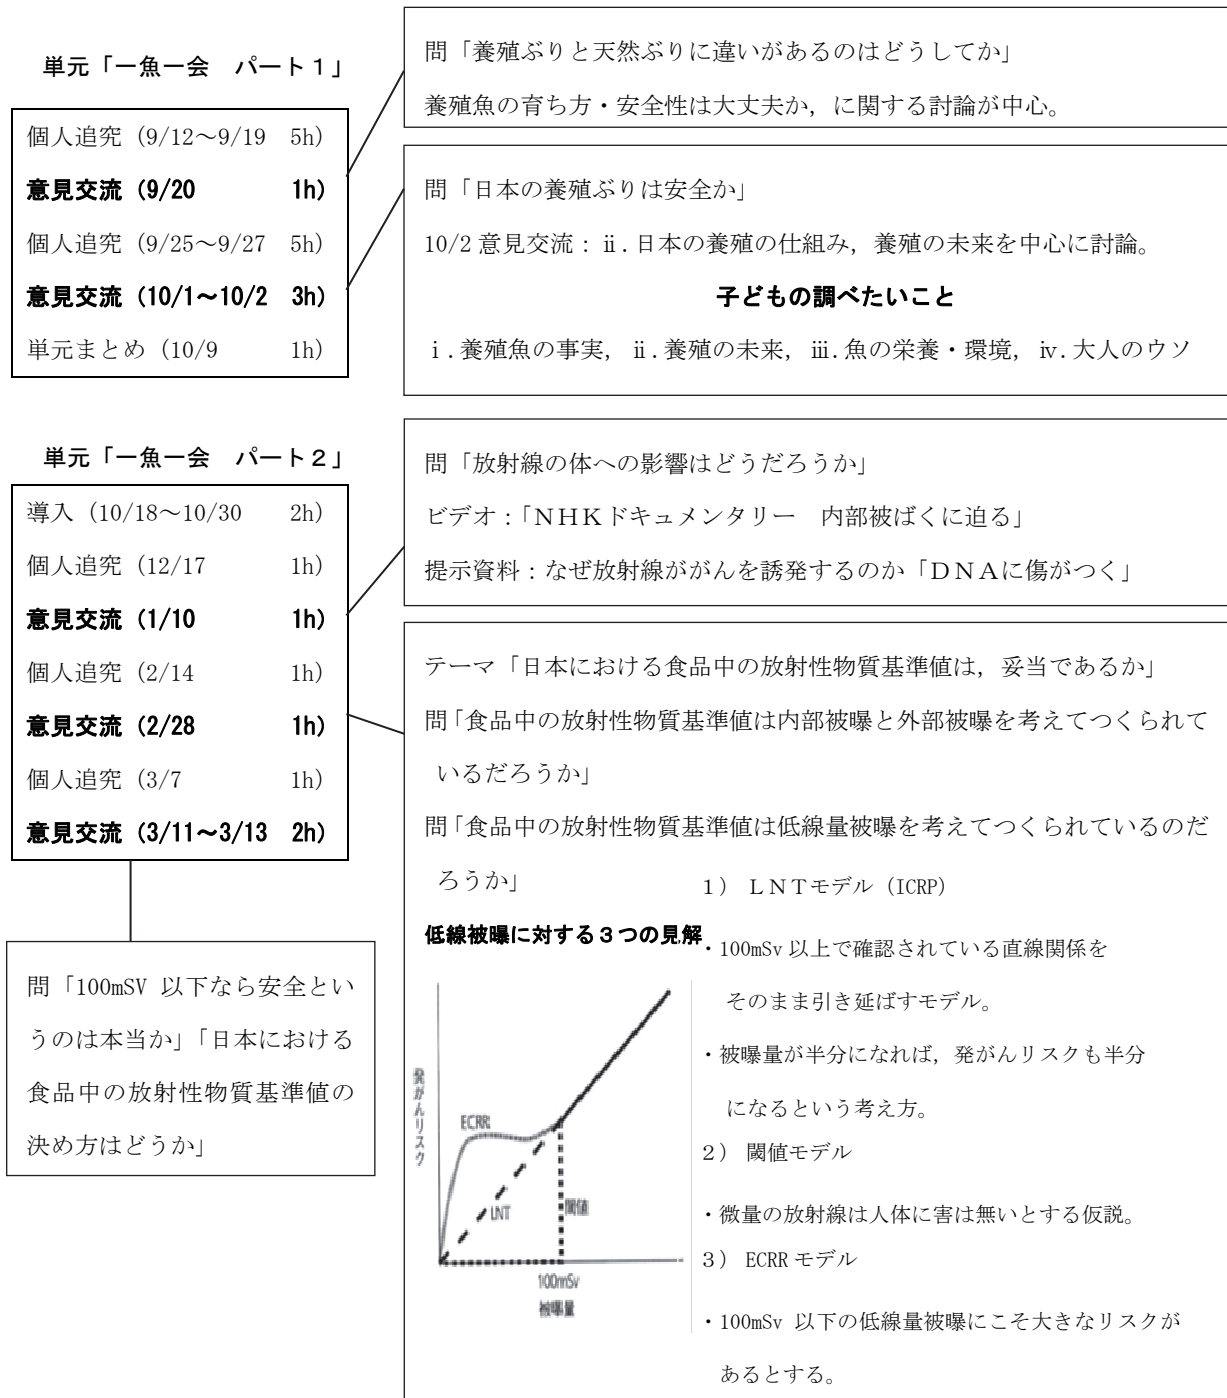 単元「一魚一会　パート１」
個人追究（9/12～9/19　5h）
意見交流（9/20　1h）
個人追究（9/25～9/27　5h）
意見交流（10/1～10/2　3h）
単元まとめ（10/9　1h）
問「養殖ぶりと天然ぶりに違いがあるのはどうしてか」
養殖魚の育ち方・安全性は大丈夫か，に関する討論が中心。
問「日本の養殖ぶりは安全か」
10/2 意見交流：ⅱ.日本の養殖の仕組み，養殖の未来を中心に討論。
子どもの調べたいこと
ⅰ.養殖魚の事実，ⅱ.養殖の未来，ⅲ.魚の栄養・環境，ⅳ.大人のウソ
単元「一魚一会　パート２」
導入（10/18～10/30　2h）
個人追究（12/17　1h）
意見交流（1/10　1h）
個人追究（2/14　1h）
意見交流（2/28　1h）
個人追究（3/7　1h）
意見交流（3/11～3/13　2h）
問「放射線の体への影響はどうだろうか」
ビデオ：「ＮＨＫドキュメンタリー　内部被ばくに迫る」
提示資料：なぜ放射線ががんを誘発するのか「ＤＮＡに傷がつく」
テーマ「日本における食品中の放射性物質基準値は，妥当であるか」
問「食品中の放射性物質基準値は内部被曝と外部被曝を考えてつくられて
いるだろうか」
問「食品中の放射性物質基準値は低線量被曝を考えてつくられているのだ
ろうか」
低線被曝に対する３つの見解
発がんリスク
ECRR
LNT
閾値
100mSv
被曝量
１） ＬＮＴモデル（ICRP）
・100mSv 以上で確認されている直線関係を
そのまま引き延ばすモデル。
・被曝量が半分になれば，発がんリスクも半分
になるという考え方。
２） 閾値モデル
・微量の放射線は人体に害は無いとする仮説。
３） ECRR モデル
・100mSv 以下の低線量被曝にこそ大きなリスクが
あるとする。
問「100mSV 以下なら安全とい
うのは本当か」「日本における
食品中の放射性物質基準値の
決め方はどうか」